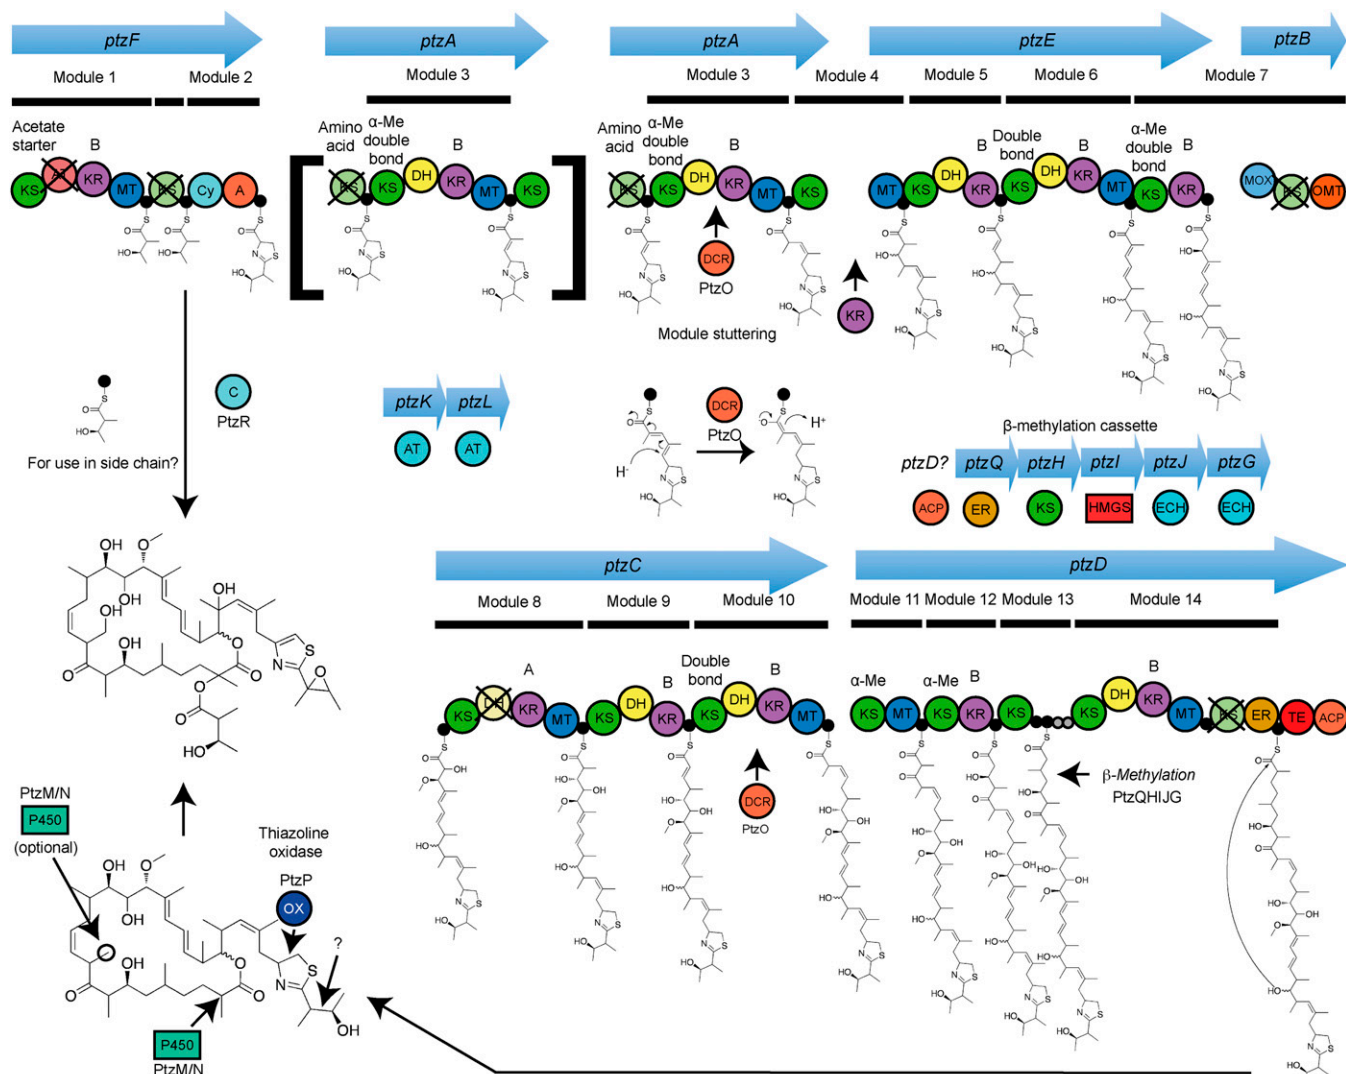 ptzF
ptzA
ptzA
ptzE
ptzB
Module 1
Module 2
Module 3
Module 3
Module 4
Module 5
Module 6
Module 7
Acetate
starter
B
Amino
acid
α-Me
double
bond
B
Amino
acid
α-Me
double
bond
B
B
Double
bond
B
α-Me
double
bond
B
KS
AT
KR
MT
KS
Cy
A
KS
KS
DH
KR
MT
KS
KS
KS
DH
KR
MT
KS
MT
KS
DH
KR
KS
DH
KR
MT
KS
KR
MOX
KS
OMT
DCR
PtzO
KR
Module stuttering
C
PtzR
For use in side chain?
ptzK
ptzL
AT
AT
DCR
PtzO
H-
H+
β-methylation cassette
ptzD?
ptzQ
ptzH
ptzI
ptzJ
ptzG
ACP
ER
KS
HMGS
ECH
ECH
ptzC
ptzD
Module 8
Module 9
Module 10
Module 11
Module 12
Module 13
Module 14
A
B
Double
bond
B
α-Me
α-Me
B
B
KS
DH
KR
MT
KS
DH
KR
KS
DH
KR
MT
KS
MT
KS
KR
KS
KS
DH
KR
MT
KS
ER
TE
ACP
DCR
PtzO
β-Methylation
PtzQHIJG
PtzM/N
P450
(optional)
Thiazoline
oxidase
PtzP
OX
?
P450
PtzM/N